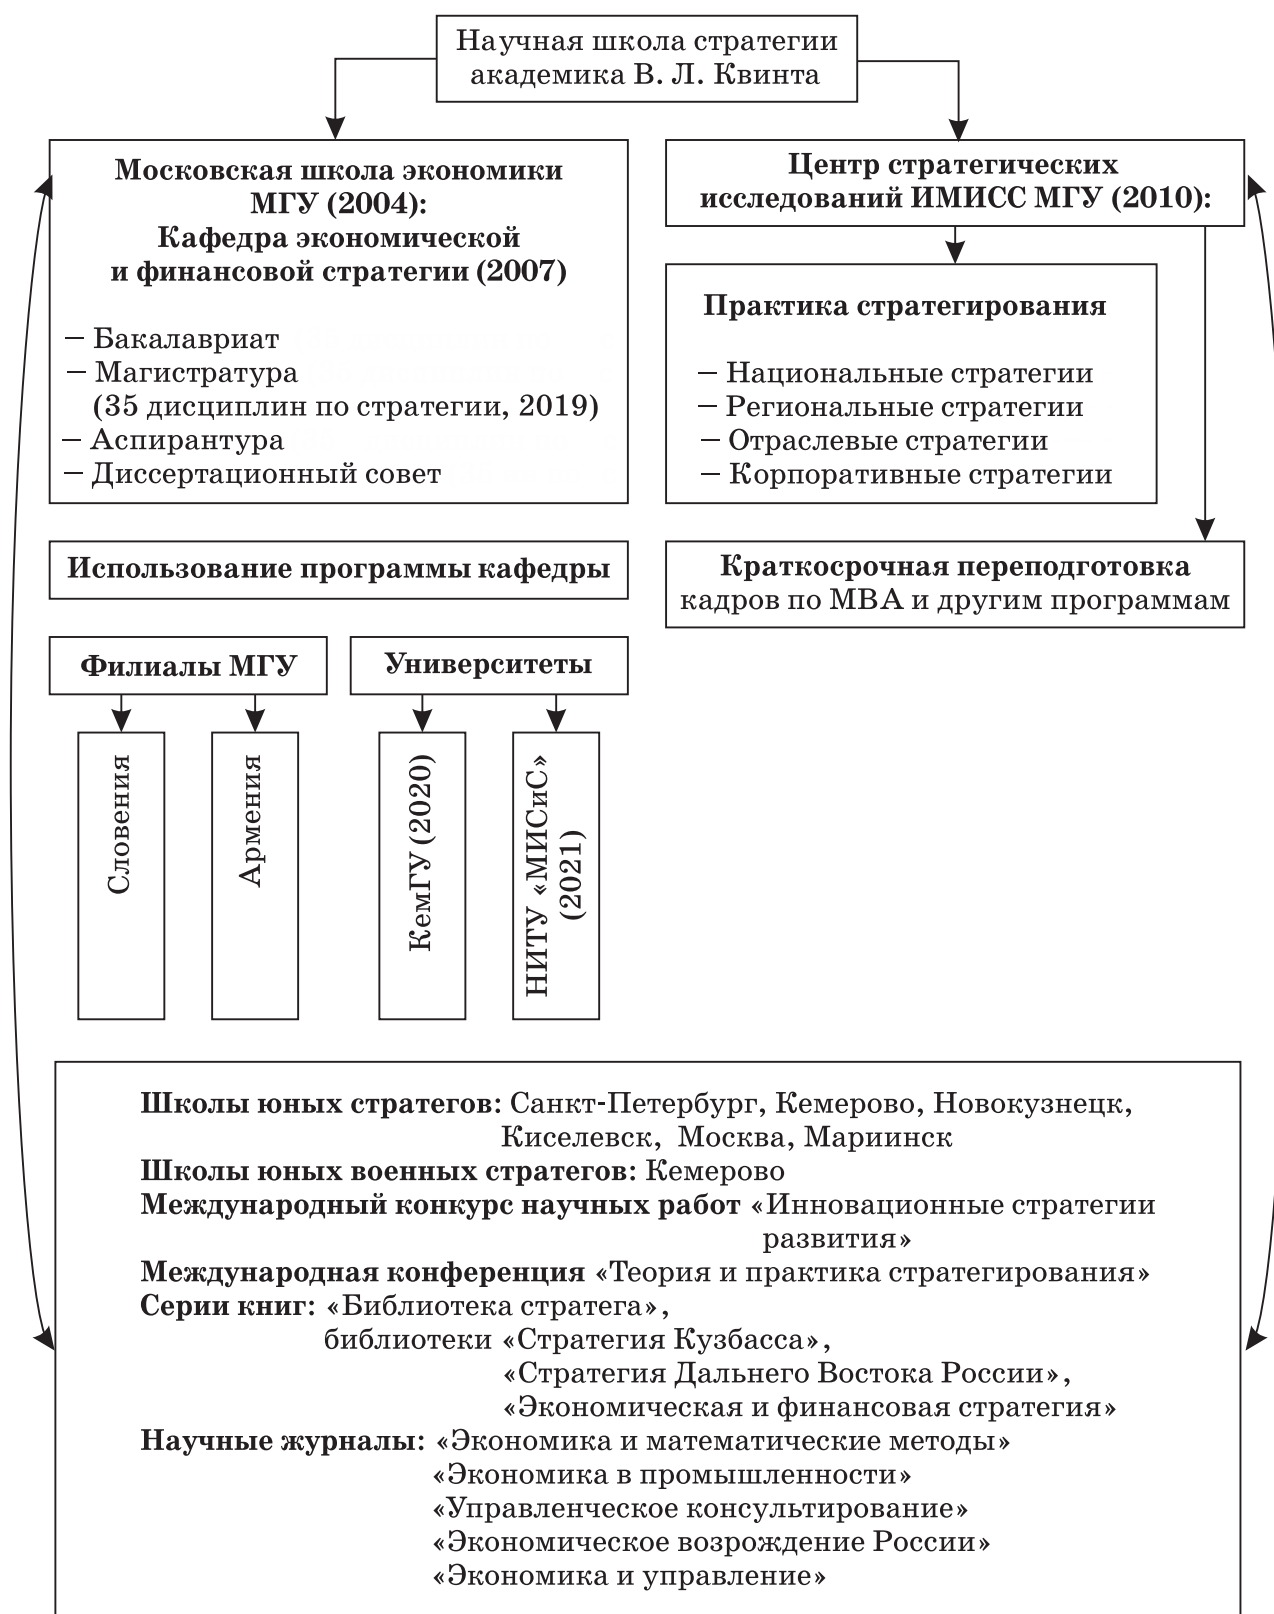 Научная школа стратегии
академика В. Л. Квинта
Московская школа экономики
МГУ (2004):
Кафедра экономической
и финансовой стратегии (2007)
– Бакалавриат
– Магистратура
(35 дисциплин по стратегии, 2019)
– Аспирантура
– Диссертационный совет
Центр стратегических
исследований ИМИСС МГУ (2010):
Практика стратегирования
– Национальные стратегии
– Региональные стратегии
– Отраслевые стратегии
– Корпоративные стратегии
Использование программы кафедры
Краткосрочная переподготовка
кадров по МВА и другим программам
Филиалы МГУ
Университеты
Словения
Армения
КемГУ (2020)
НИТУ «МИСиС»
(2021)
Школы юных стратегов: Санкт-Петербург, Кемерово, Новокузнецк,
Киселевск, Москва, Мариинск
Школы юных военных стратегов: Кемерово
Международный конкурс научных работ «Инновационные стратегии
развития»
Международная конференция «Теория и практика стратегирования»
Серии книг: «Библиотека стратега»,
библиотеки «Стратегия Кузбасса»,
«Стратегия Дальнего Востока России»,
«Экономическая и финансовая стратегия»
Научные журналы: «Экономика и математические методы»
«Экономика в промышленности»
«Управленческое консультирование»
«Экономическое возрождение России»
«Экономика и управление»